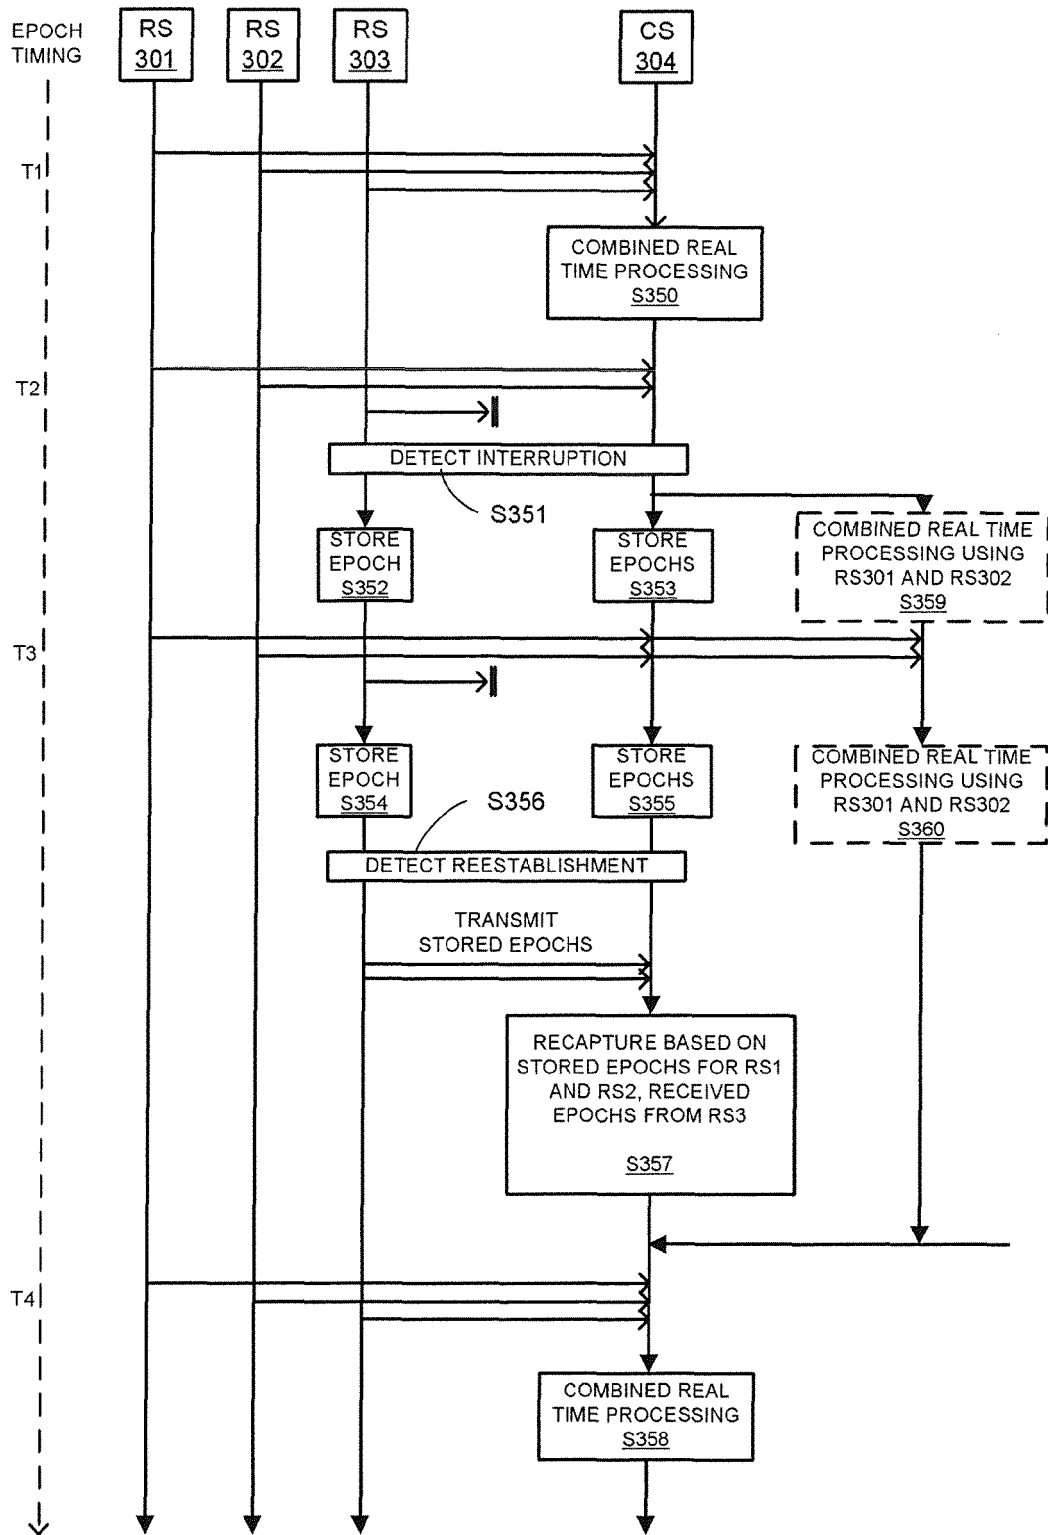 EPOCH
TIMING
RS
301
RS
302
RS
303
CS
304
T1
COMBINED REAL
TIME PROCESSING
S350
T2
DETECT INTERRUPTION
S351
STORE
EPOCH
S352
STORE
EPOCHS
S353
COMBINED REAL TIME
PROCESSING USING
RS301 AND RS302
S359
T3
STORE
EPOCH
S354
STORE
EPOCHS
S355
COMBINED REAL TIME
PROCESSING USING
RS301 AND RS302
S360
S356
DETECT REESTABLISHMENT
TRANSMIT
STORED EPOCHS
RECAPTURE BASED ON
STORED EPOCHS FOR RS1
AND RS2, RECEIVED
EPOCHS FROM RS3
S357
T4
COMBINED REAL
TIME PROCESSING
S358